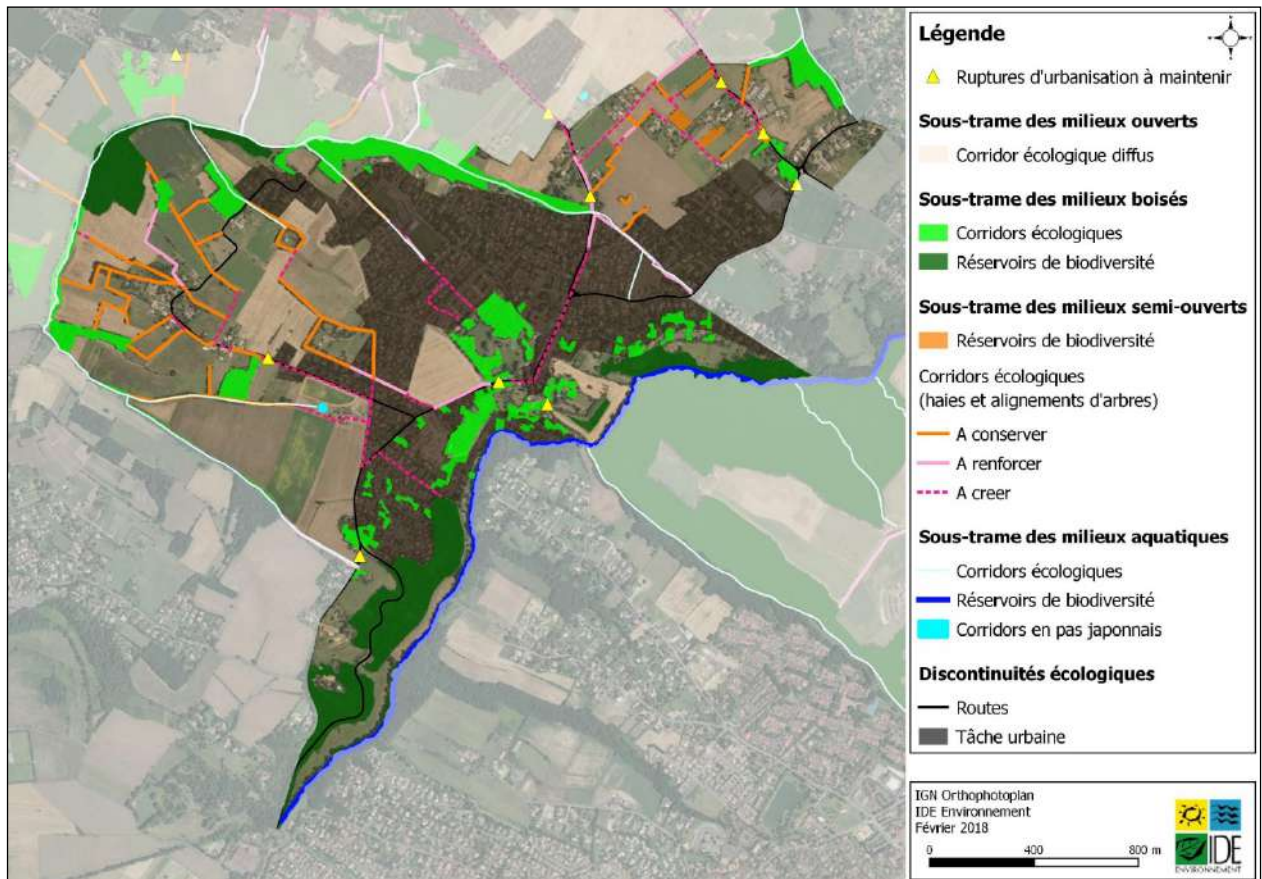 Légende
Ruptures d'urbanisation à maintenir
Sous-trame des milieux ouverts
Corridor écologique diffus
Sous-trame des milieux boisés
Corridors écologiques
Réservoirs de biodiversité
Sous-trame des milieux semi-ouverts
Réservoirs de biodiversité
Corridors écologiques
(haies et alignements d'arbres)
A conserver
A renforcer
A creer
Sous-trame des milieux aquatiques
Corridors écologiques
Réservoirs de biodiversité
Corridors en pas japonnais
Discontinuités écologiques
Routes
Tâche urbaine
IGN Orthophotoplan
IDE Environnement
Février 2018
0 400 800 m
IDE
ENVIRONNEMENT